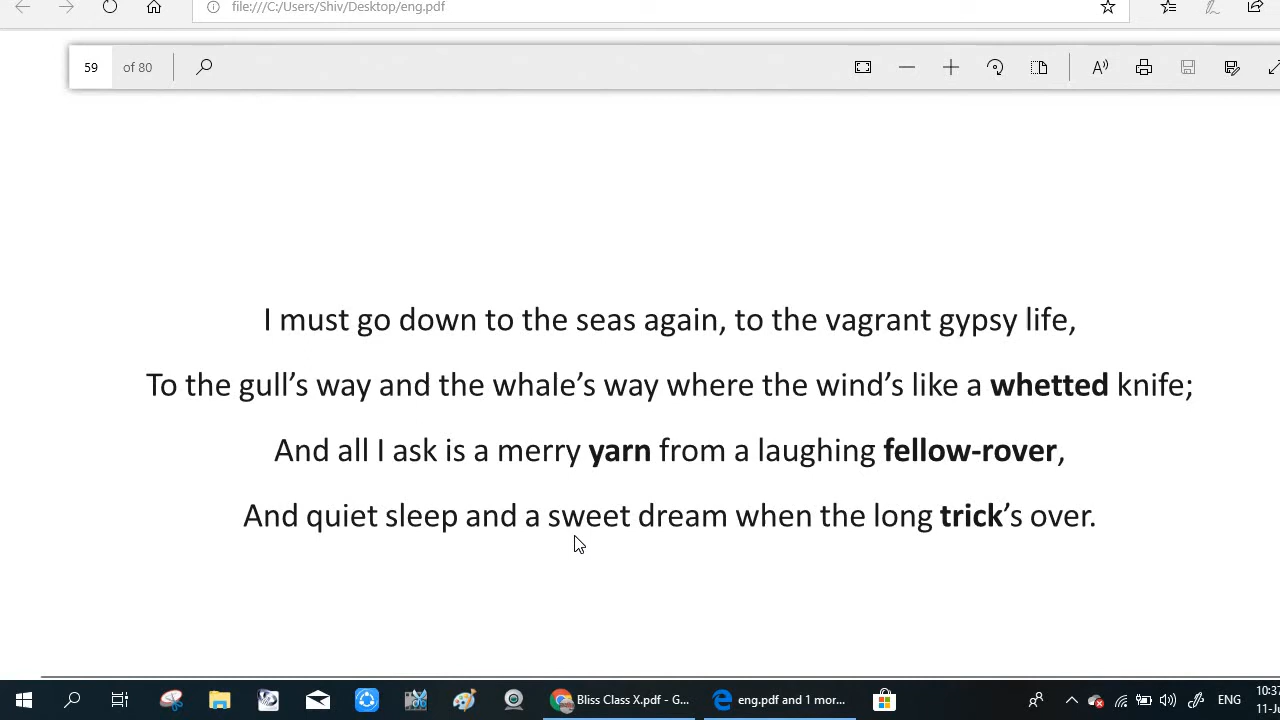 file:///C:/Users/Shiv/Desktop/eng.pdf
59 of 80
I must go down to the seas again, to the vagrant gypsy life,
To the gull's way and the whale's way where the wind's like a whetted knife;
And all I ask is a merry yarn from a laughing fellow-rover,
And quiet sleep and a sweet dream when the long trick's over.
Bliss Class X.pdf - G... eng.pdf and 1 mor... ENG